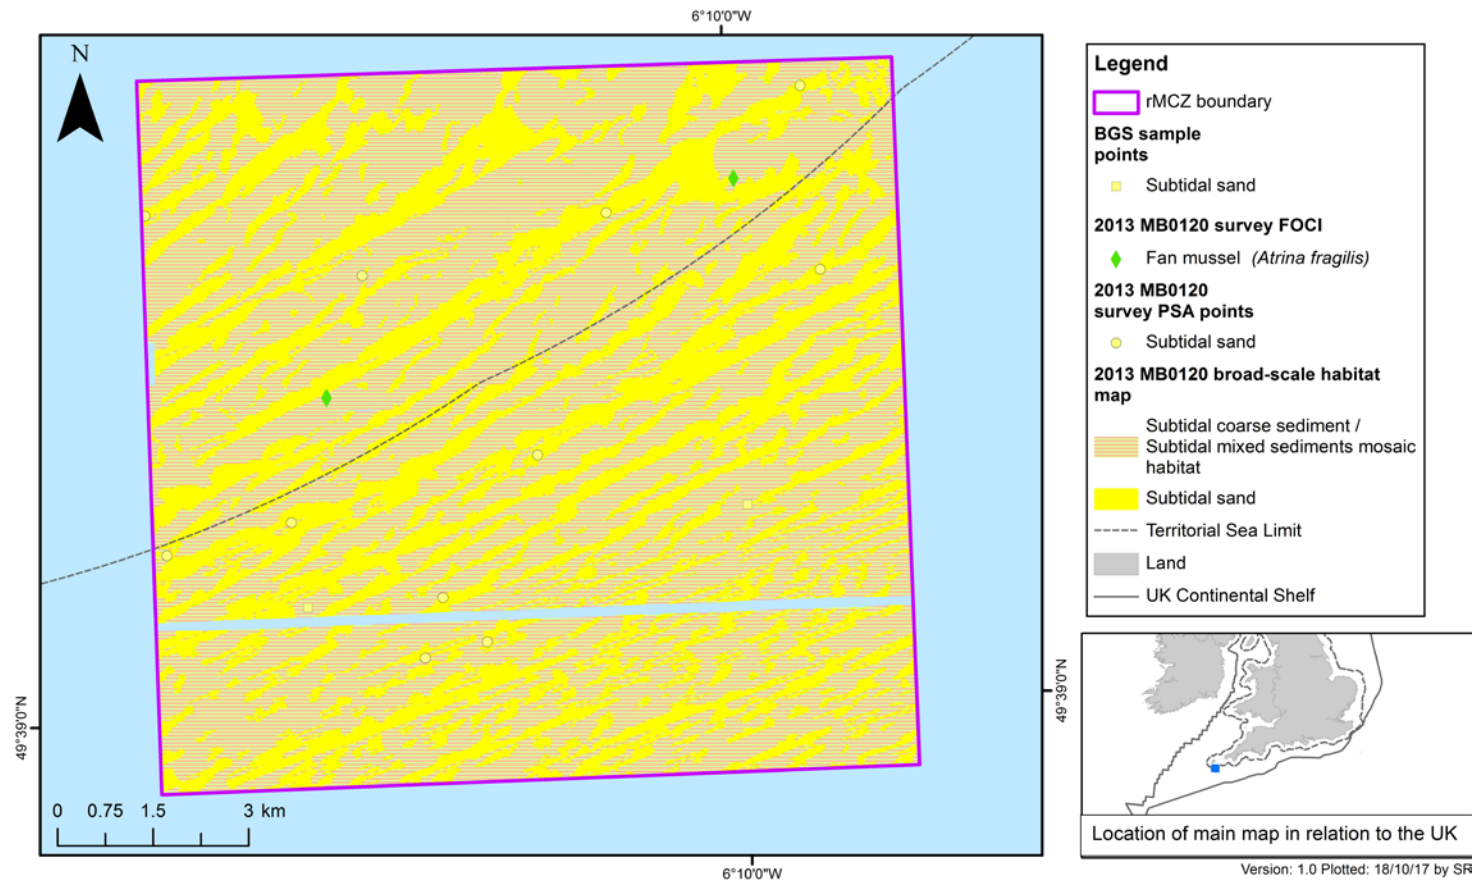 6°10'0"W
N
49°39'0"N
0 0.75 1.5 3 km
6°10'0"W
49°39'0"N
Legend
rMCZ boundary
BGS sample
points
Subtidal sand
2013 MB0120 survey FOCI
Fan mussel (Atrina fragilis)
2013 MB0120
survey PSA points
Subtidal sand
2013 MB0120 broad-scale habitat
map
Subtidal coarse sediment /
Subtidal mixed sediments mosaic
habitat
Subtidal sand
Territorial Sea Limit
Land
UK Continental Shelf
Location of main map in relation to the UK
Version: 1.0 Plotted: 18/10/17 by SR